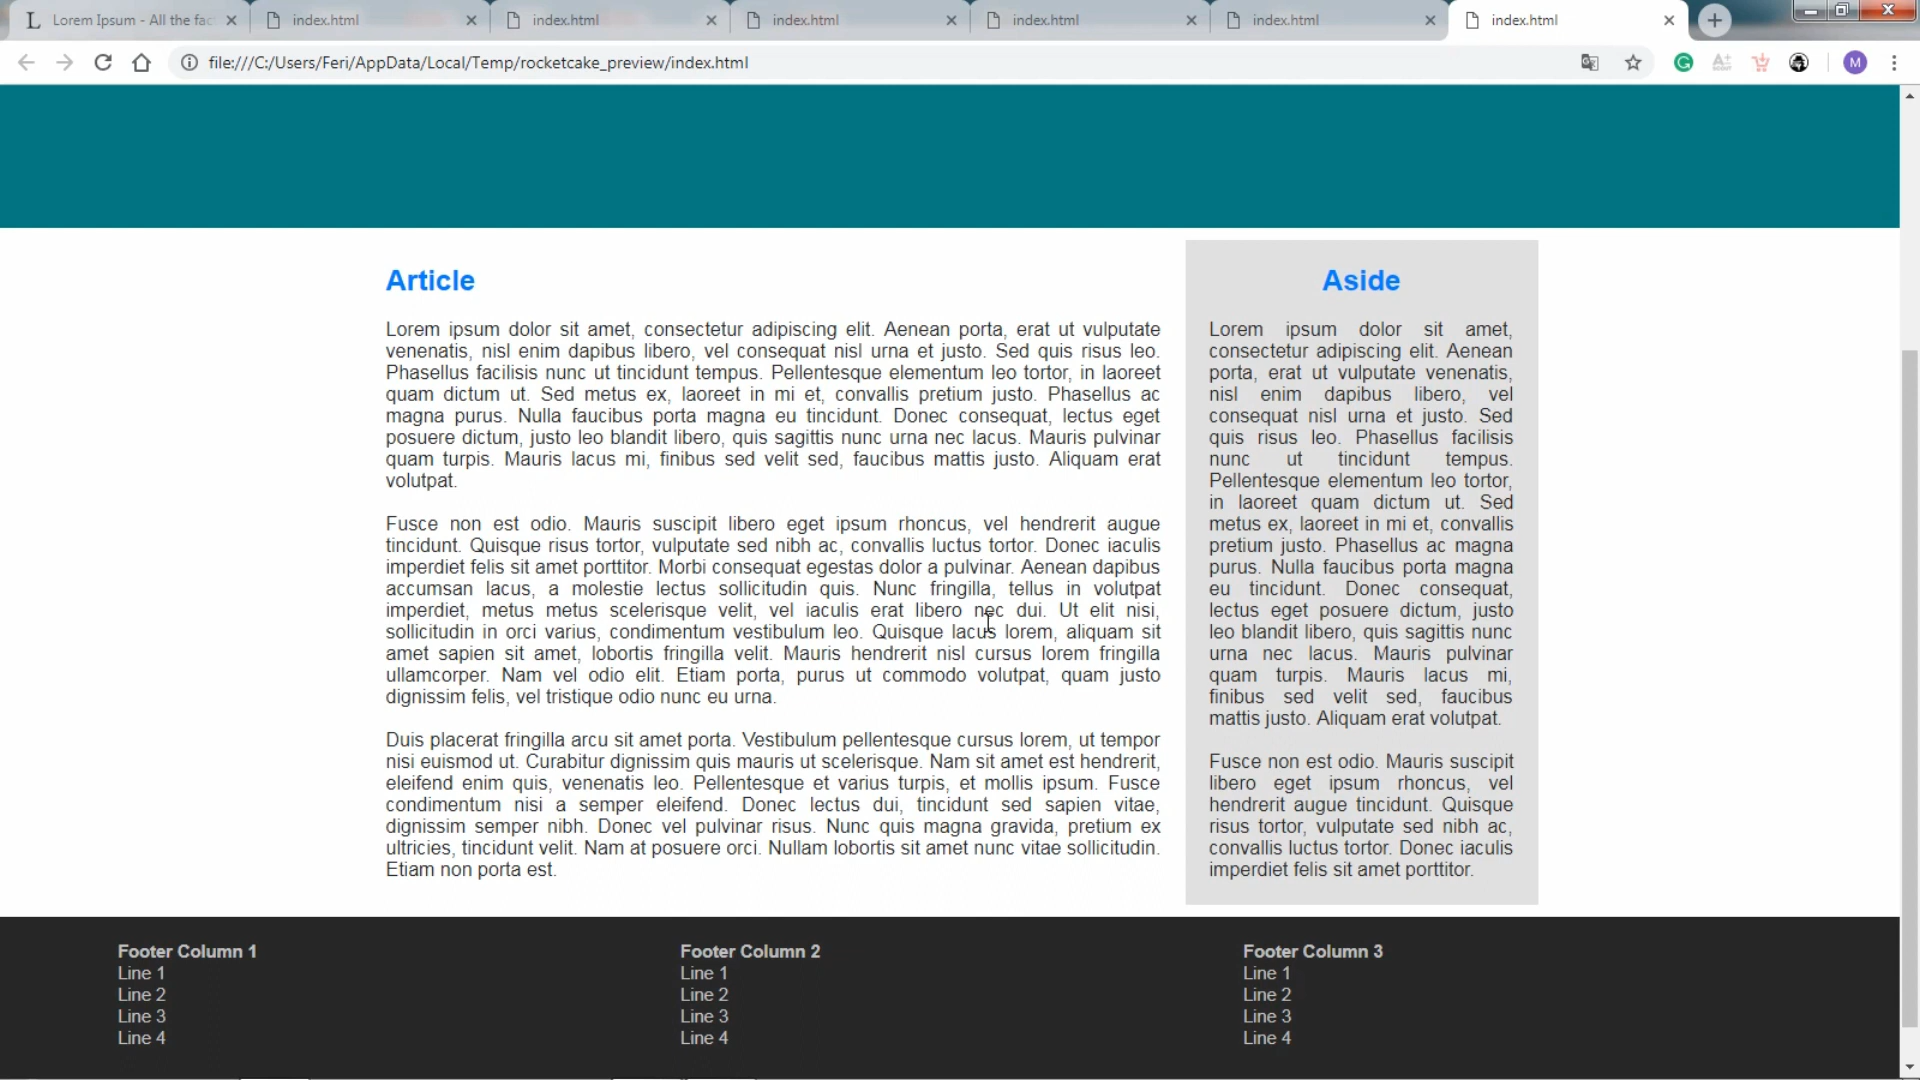 Lorem Ipsum - All the fac
index.html
index.html
index.html
index.html
index.html
index.html
file:///C:/Users/Feri/AppData/Local/Temp/rocketcake_preview/index.html
M
Article
Lorem ipsum dolor sit amet, consectetur adipiscing elit. Aenean porta, erat ut vulputate
venenatis, nisl enim dapibus libero, vel consequat nisl urna et justo. Sed quis risus leo.
Phasellus facilisis nunc ut tincidunt tempus. Pellentesque elementum leo tortor, in laoreet
quam dictum ut. Sed metus ex, laoreet in mi et, convallis pretium justo. Phasellus ac
magna purus. Nulla faucibus porta magna eu tincidunt. Donec consequat, lectus eget
posuere dictum, justo leo blandit libero, quis sagittis nunc urna nec lacus. Mauris pulvinar
quam turpis. Mauris lacus mi, finibus sed velit sed, faucibus mattis justo. Aliquam erat
volutpat.
Fusce non est odio. Mauris suscipit libero eget ipsum rhoncus, vel hendrerit augue
tincidunt. Quisque risus tortor, vulputate sed nibh ac, convallis luctus tortor. Donec iaculis
imperdiet felis sit amet porttitor. Morbi consequat egestas dolor a pulvinar. Aenean dapibus
accumsan lacus, a molestie lectus sollicitudin quis. Nunc fringilla, tellus in volutpat
imperdiet, metus metus scelerisque velit, vel iaculis erat libero nec dui. Ut elit nisi,
sollicitudin in orci varius, condimentum vestibulum leo. Quisque lacus lorem, aliquam sit
amet sapien sit amet, lobortis fringilla velit. Mauris hendrerit nisl cursus lorem fringilla
ullamcorper. Nam vel odio elit. Etiam porta, purus ut commodo volutpat, quam justo
dignissim felis, vel tristique odio nunc eu urna.
Duis placerat fringilla arcu sit amet porta. Vestibulum pellentesque cursus lorem, ut tempor
nisi euismod ut. Curabitur dignissim quis mauris ut scelerisque. Nam sit amet est hendrerit,
eleifend enim quis, venenatis leo. Pellentesque et varius turpis, et mollis ipsum. Fusce
condimentum nisi a semper eleifend. Donec lectus dui, tincidunt sed sapien vitae,
dignissim semper nibh. Donec vel pulvinar risus. Nunc quis magna gravida, pretium ex
ultricies, tincidunt velit. Nam at posuere orci. Nullam lobortis sit amet nunc vitae sollicitudin.
Etiam non porta est.
Aside
Lorem ipsum dolor sit amet,
consectetur adipiscing elit. Aenean
porta, erat ut vulputate venenatis,
nisl enim dapibus libero, vel
consequat nisl urna et justo. Sed
quis risus leo. Phasellus facilisis
nunc ut tincidunt tempus.
Pellentesque elementum leo tortor,
in laoreet quam dictum ut. Sed
metus ex, laoreet in mi et, convallis
pretium justo. Phasellus ac magna
purus. Nulla faucibus porta magna
eu tincidunt. Donec consequat,
lectus eget posuere dictum, justo
leo blandit libero, quis sagittis nunc
urna nec lacus. Mauris pulvinar
quam turpis. Mauris lacus mi,
finibus sed velit sed, faucibus
mattis justo. Aliquam erat volutpat.
Fusce non est odio. Mauris suscipit
libero eget ipsum rhoncus, vel
hendrerit augue tincidunt. Quisque
risus tortor, vulputate sed nibh ac,
convallis luctus tortor. Donec iaculis
imperdiet felis sit amet porttitor.
Footer Column 1
Line 1
Line 2
Line 3
Line 4
Footer Column 2
Line 1
Line 2
Line 3
Line 4
Footer Column 3
Line 1
Line 2
Line 3
Line 4